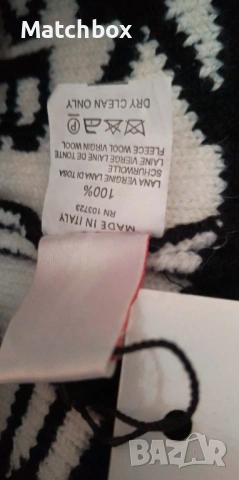 Matchbox
MADE IN ITALY
RN 103723
100%
LANA VERGINE LANA DI TOSA
SCHURWOLLE
LAINE VIERGE LAINE DE TONTE
FLEECE WOOL VIRGIN WOOL
P
DRY CLEAN ONLY
BAZAR